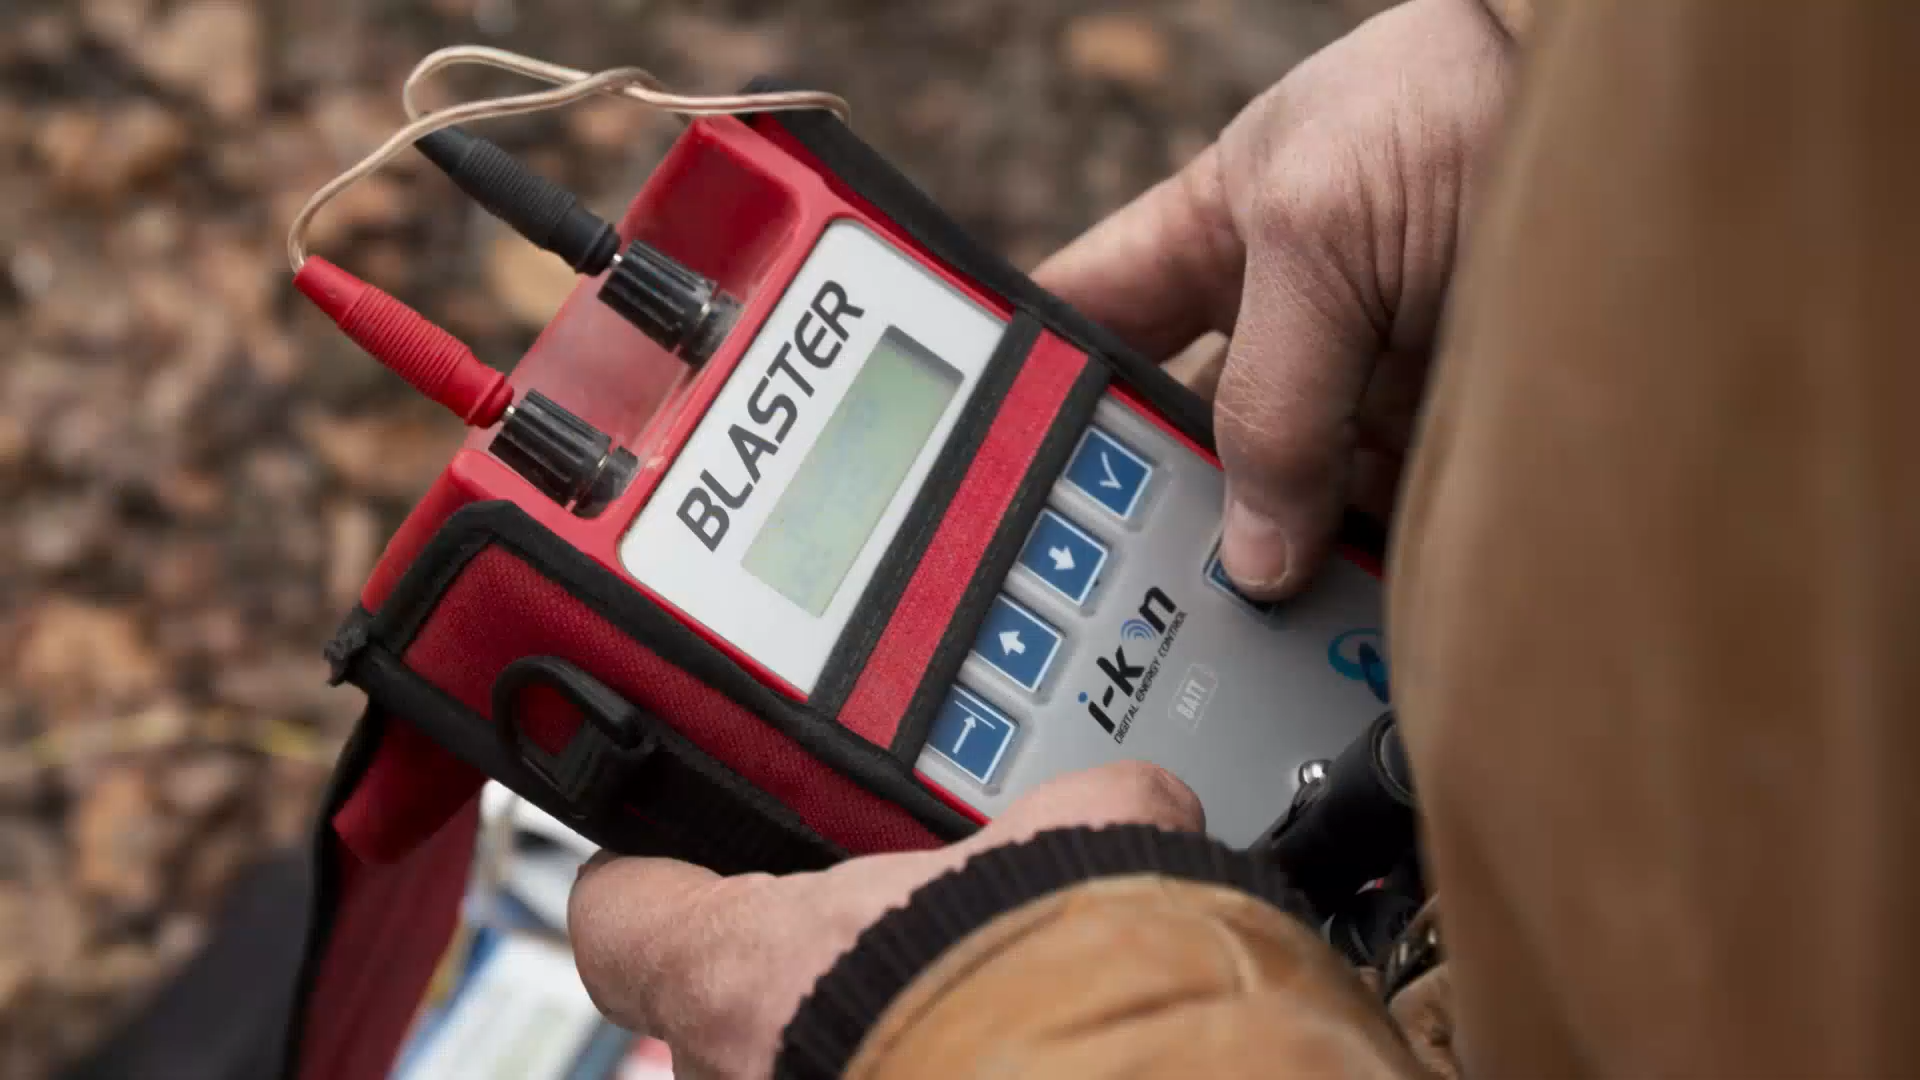 BLASTER
i-kon
DIGITAL ENERGY CONTROL
BATT